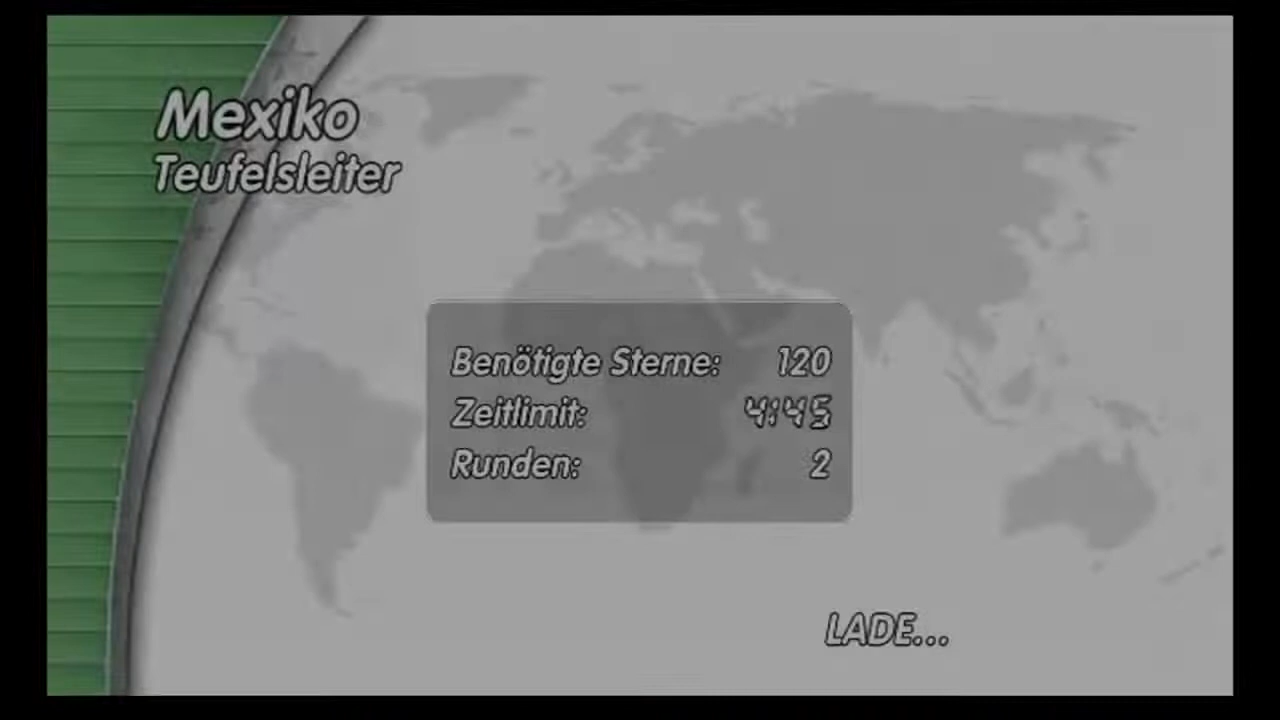 Mexiko
Teufelsleiter
Benötigte Sterne: 120
Zeitlimit: 4:45
Runden: 2
LADE...